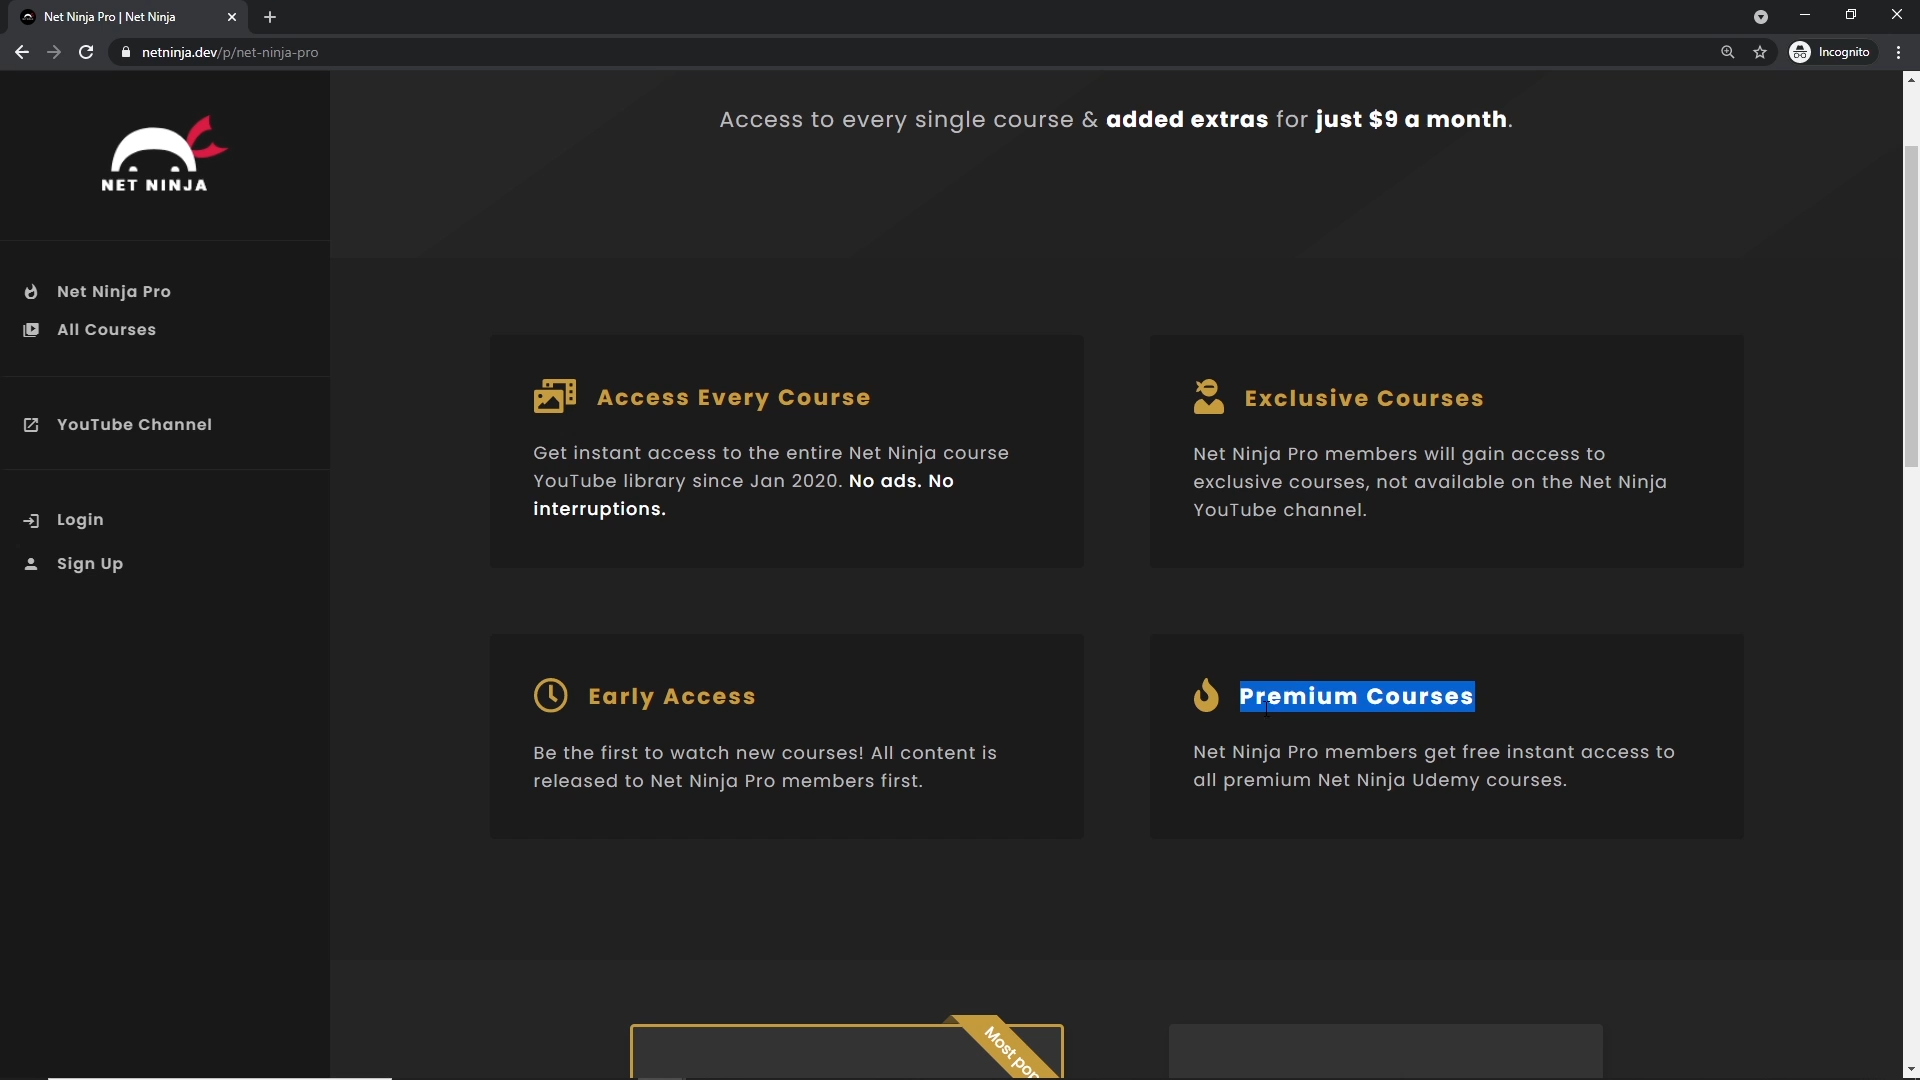 Net Ninja Pro | Net Ninja
netninja.dev/p/net-ninja-pro
Incognito
NET NINJA
Net Ninja Pro
All Courses
YouTube Channel
Login
Sign Up
Access to every single course & added extras for just $9 a month.
Access Every Course
Get instant access to the entire Net Ninja course
YouTube library since Jan 2020. No ads. No
interruptions.
Exclusive Courses
Net Ninja Pro members will gain access to
exclusive courses, not available on the Net Ninja
YouTube channel.
Early Access
Be the first to watch new courses! All content is
released to Net Ninja Pro members first.
Premium Courses
Net Ninja Pro members get free instant access to
all premium Net Ninja Udemy courses.
Most